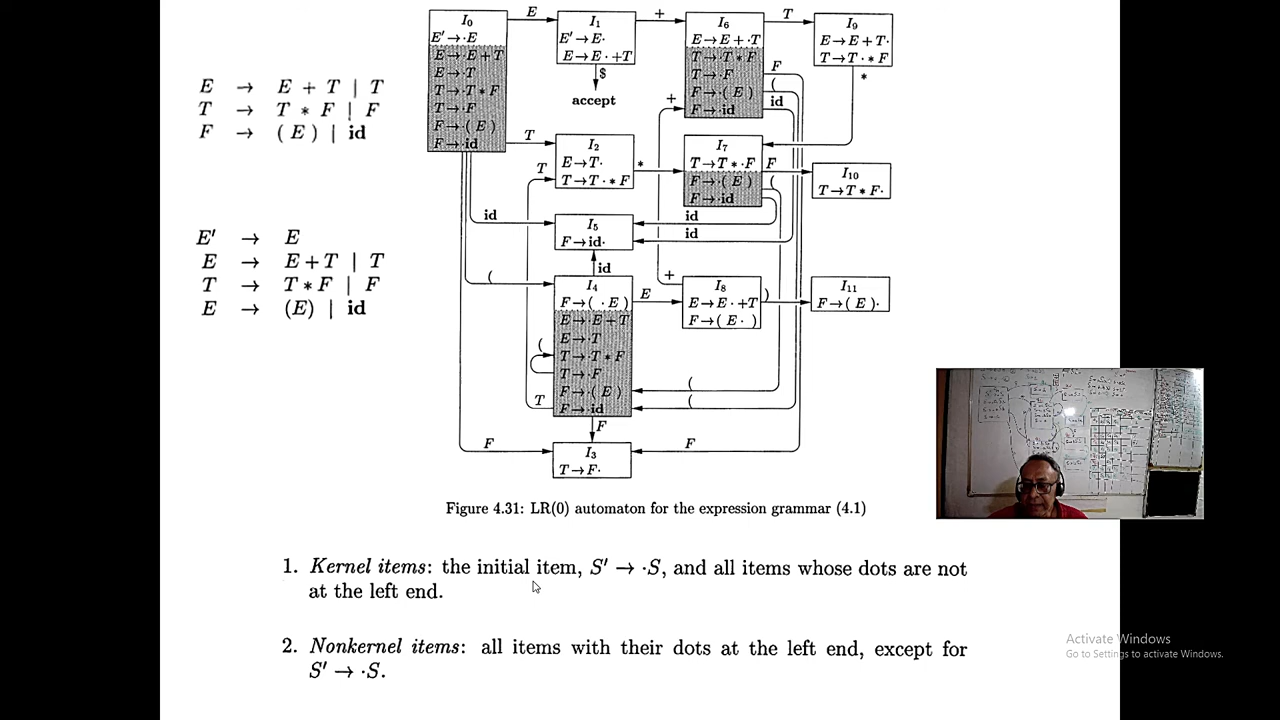 E → E + T | T
T → T * F | F
F → ( E ) | id
E′ → E
E → E + T | T
T → T * F | F
E → (E) | id
I0
E′→·E
E→·E+T
E→·T
T→·T*F
T→·F
F→·(E)
F→·id
E
I1
E′→E·
E→E·+T
$
accept
+
I6
E→E+·T
T→·T*F
T→·F
F→·(E)
F→·id
T
I9
E→E+T·
T→T·*F
*
F
(
id
+
T
I2
E→T·
T→T·*F
*
I7
T→T*·F
F→·(E)
F→·id
F
(
I10
T→T*F·
T
id
I5
F→id·
id
id
id
(
I4
F→(·E)
E→·E+T
E→·T
T→·T*F
T→·F
F→·(E)
F→·id
E
+
I8
E→E·+T
F→(E·)
)
I11
F→(E)·
(
(
(
T
F
F
I3
T→F·
F
Figure 4.31: LR(0) automaton for the expression grammar (4.1)
1. Kernel items: the initial item, S′ → ·S, and all items whose dots are not
at the left end.
2. Nonkernel items: all items with their dots at the left end, except for
S′ → ·S.
Activate Windows
Go to Settings to activate Windows.